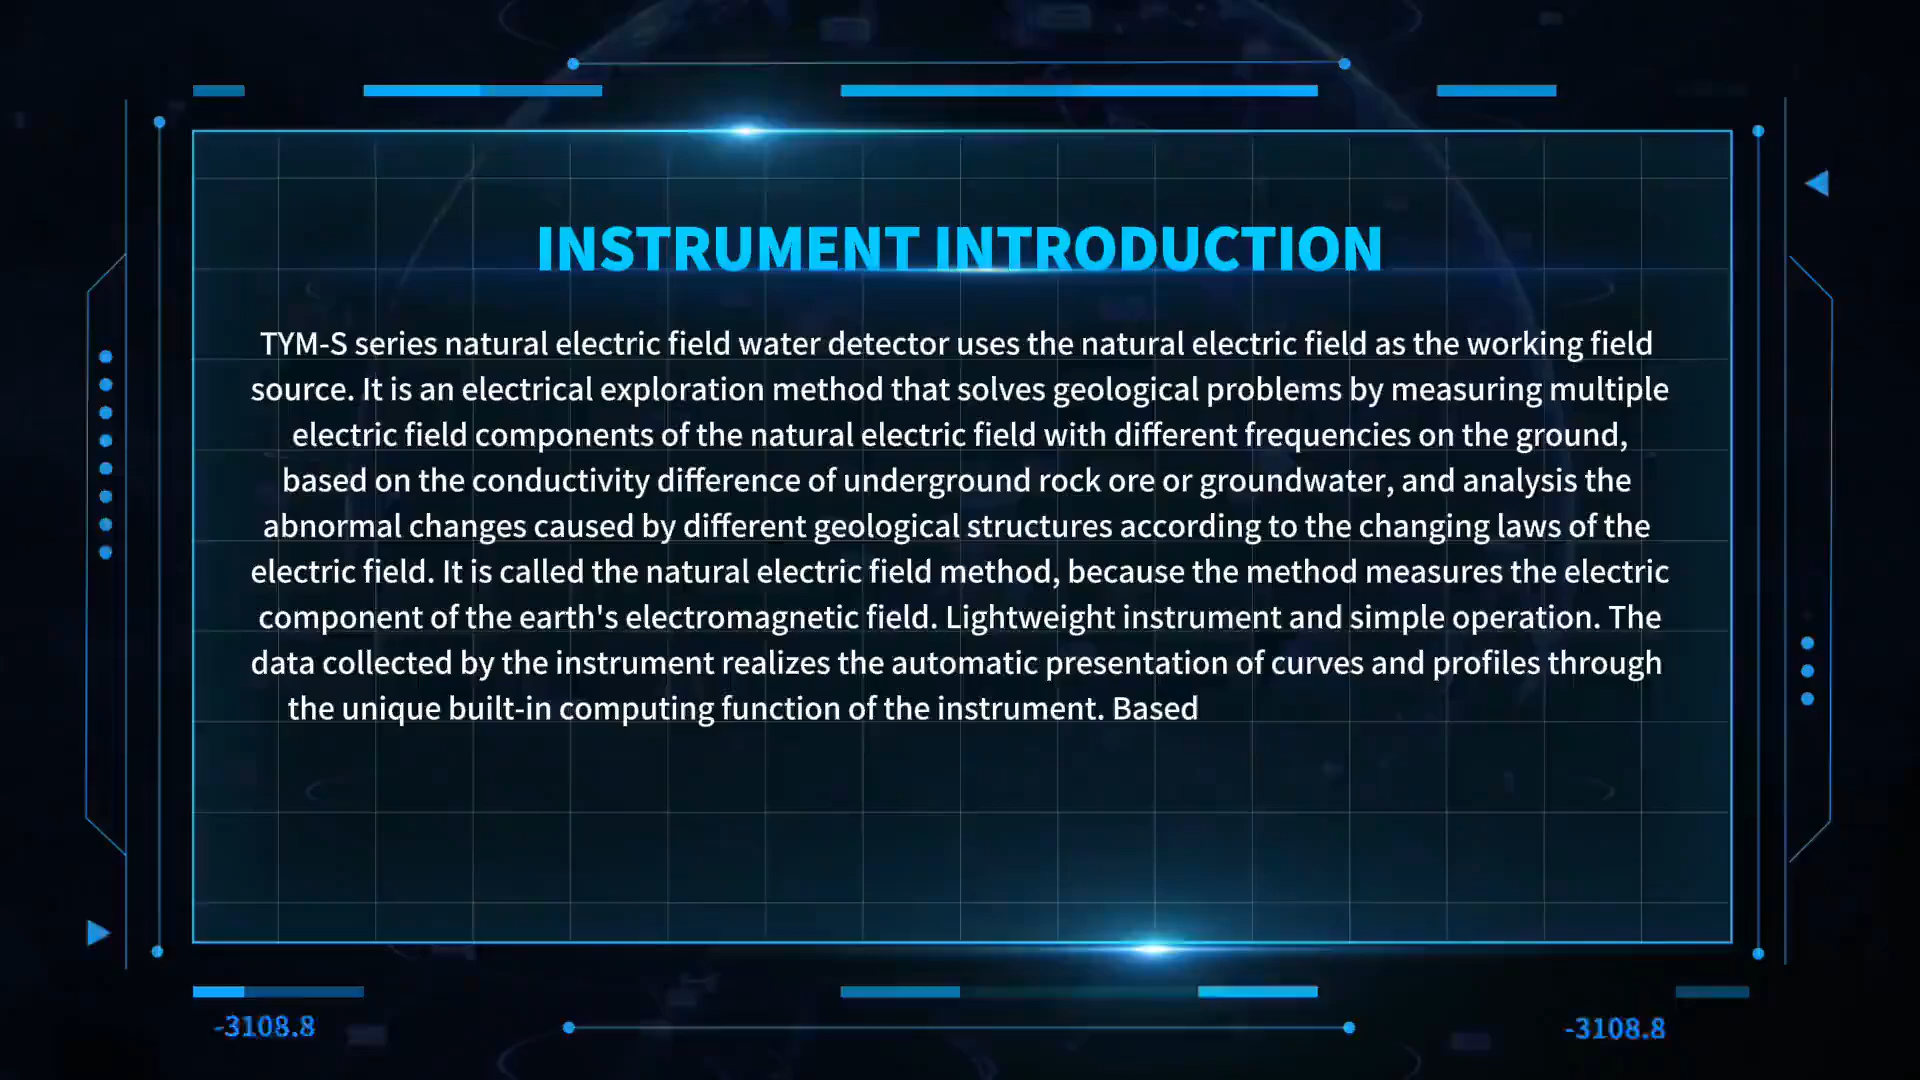 INSTRUMENT INTRODUCTION
TYM-S series natural electric field water detector uses the natural electric field as the working field
source. It is an electrical exploration method that solves geological problems by measuring multiple
electric field components of the natural electric field with different frequencies on the ground,
based on the conductivity difference of underground rock ore or groundwater, and analysis the
abnormal changes caused by different geological structures according to the changing laws of the
electric field. It is called the natural electric field method, because the method measures the electric
component of the earth's electromagnetic field. Lightweight instrument and simple operation. The
data collected by the instrument realizes the automatic presentation of curves and profiles through
the unique built-in computing function of the instrument. Based
-3108.8
-3108.8